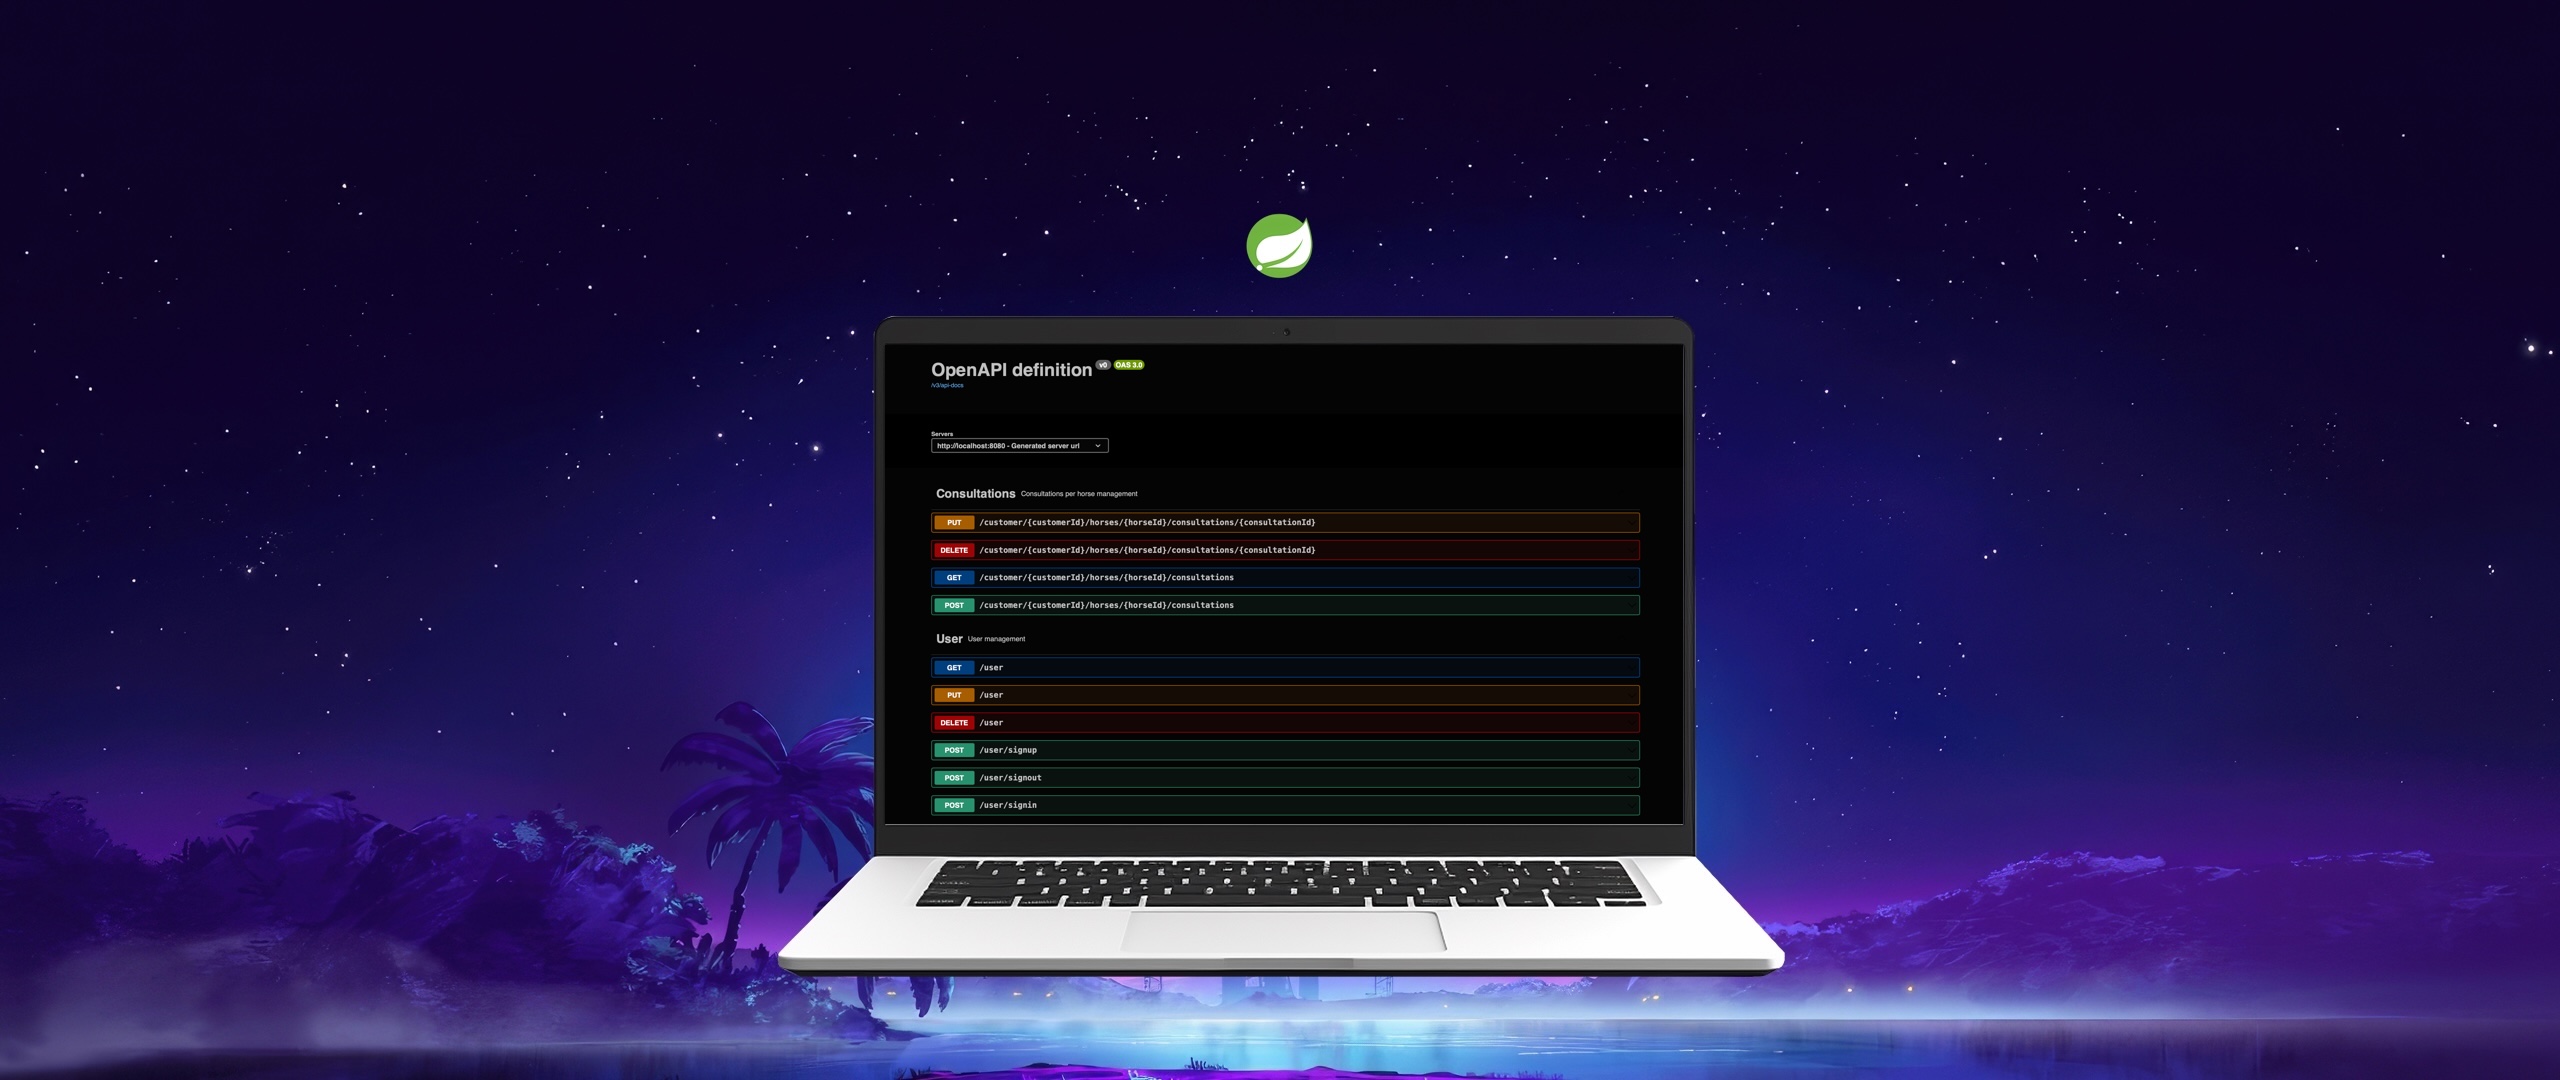 OpenAPI definition v0 OAS 3.0
/v3/api-docs
Servers
http://localhost:8080 - Generated server url
Consultations Consultations per horse management
PUT /customer/{customerId}/horses/{horseId}/consultations/{consultationId}
DELETE /customer/{customerId}/horses/{horseId}/consultations/{consultationId}
GET /customer/{customerId}/horses/{horseId}/consultations
POST /customer/{customerId}/horses/{horseId}/consultations
User User management
GET /user
PUT /user
DELETE /user
POST /user/signup
POST /user/signout
POST /user/signin